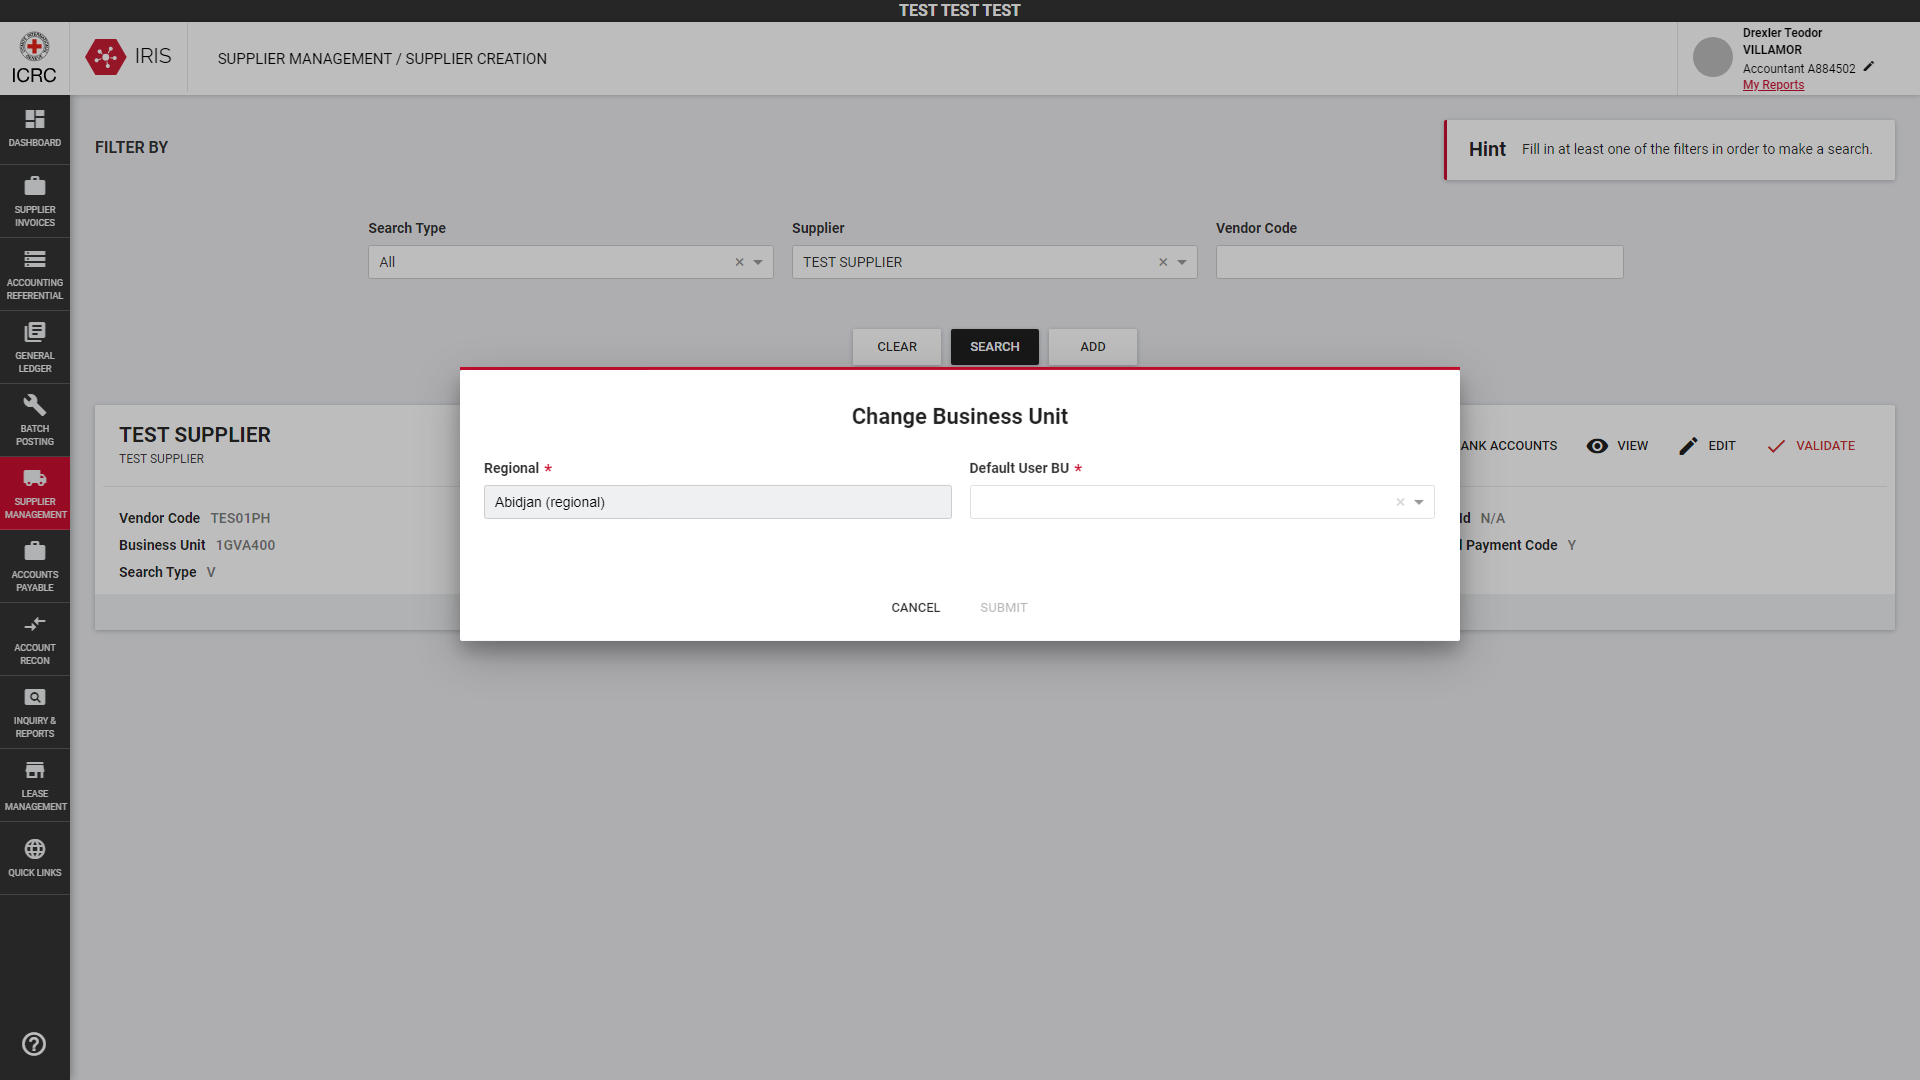 TEST TEST TEST
ICRC
IRIS
SUPPLIER MANAGEMENT / SUPPLIER CREATION
Drexler Teodor
VILLAMOR
Accountant A884502
My Reports
DASHBOARD
SUPPLIER
INVOICES
ACCOUNTING
REFERENTIAL
GENERAL
LEDGER
BATCH
POSTING
SUPPLIER
MANAGEMENT
ACCOUNTS
PAYABLE
ACCOUNT
RECON
INQUIRY &
REPORTS
LEASE
MANAGEMENT
QUICK LINKS
FILTER BY
Hint Fill in at least one of the filters in order to make a search.
Search Type
All
Supplier
TEST SUPPLIER
Vendor Code
CLEAR
SEARCH
ADD
TEST SUPPLIER
TEST SUPPLIER
ANK ACCOUNTS
VIEW
EDIT
VALIDATE
Vendor Code TES01PH
Business Unit 1GVA400
Search Type V
Id N/A
Payment Code Y
Change Business Unit
Regional *
Abidjan (regional)
Default User BU *
CANCEL
SUBMIT